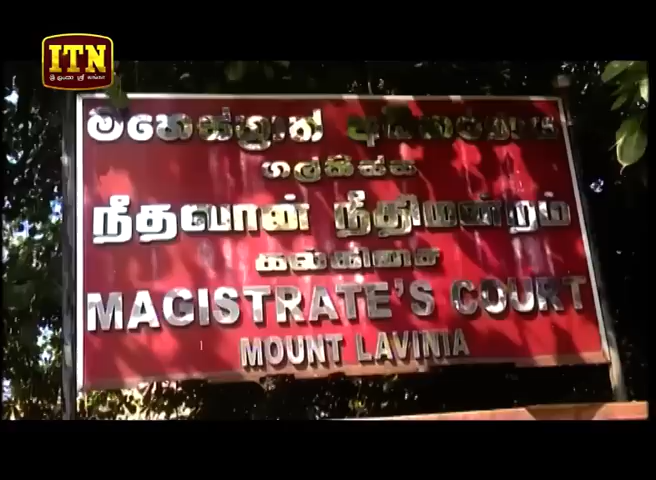 ITN
මහේස්ත්‍රාත් අධිකරණය
ගල්කිස්ස
நீதவான் நீதிமன்றம்
கல்கிசை
MAGISTRATE'S COURT
MOUNT LAVINIA